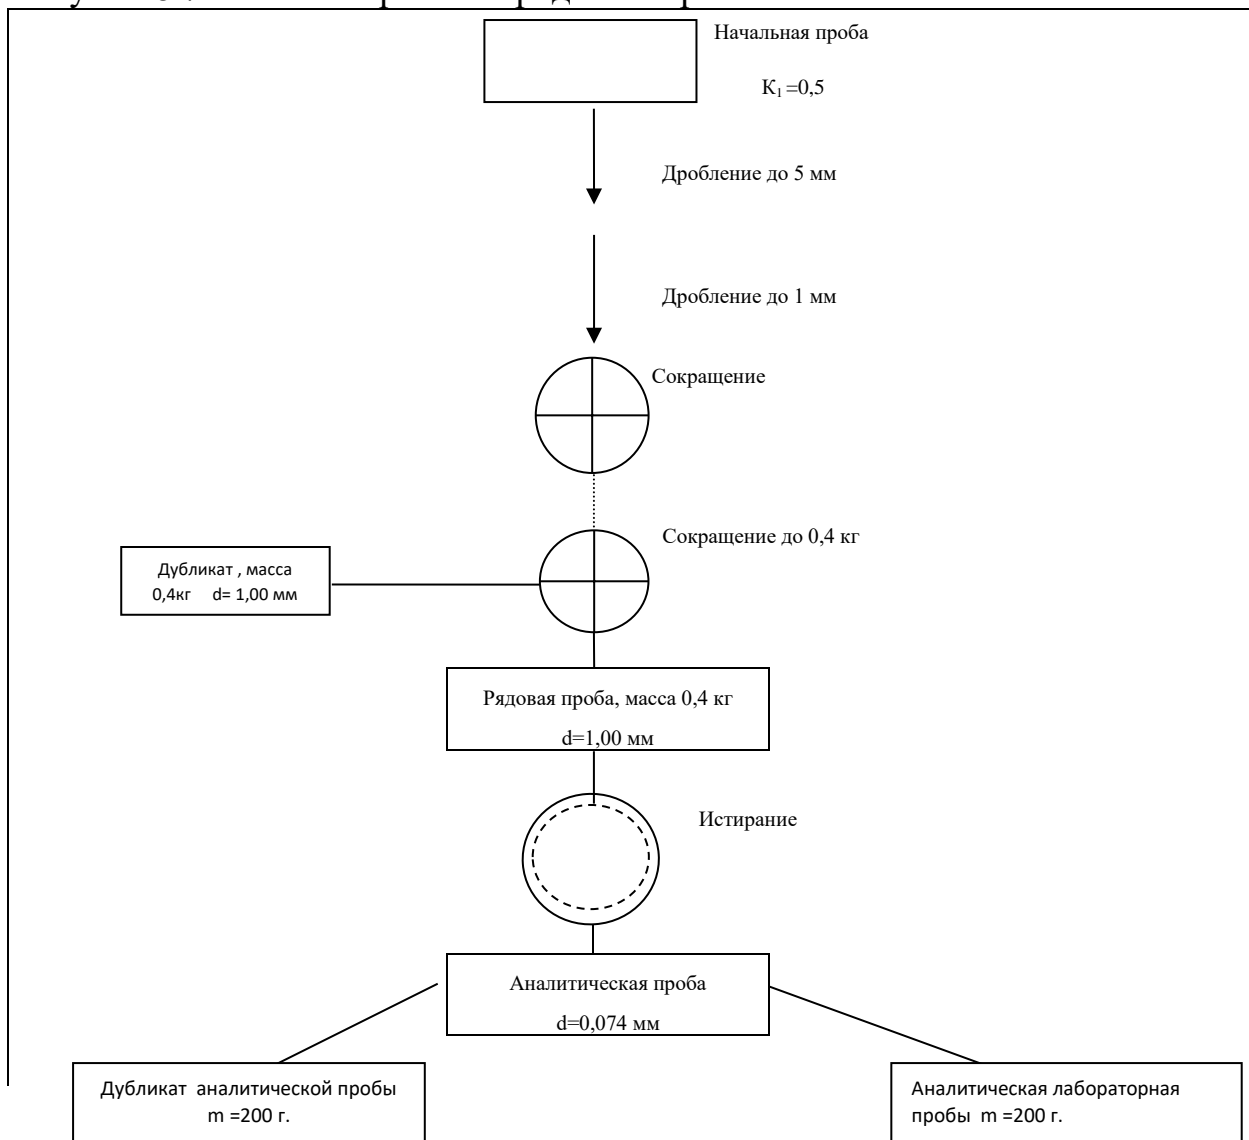 Начальная проба
К₁ =0,5
Дробление до 5 мм
Дробление до 1 мм
Сокращение
Сокращение до 0,4 кг
Дубликат , масса
0,4кг d= 1,00 мм
Рядовая проба, масса 0,4 кг
d=1,00 мм
Истирание
Аналитическая проба
d=0,074 мм
Дубликат аналитической пробы
m =200 г.
Аналитическая лабораторная
пробы m =200 г.